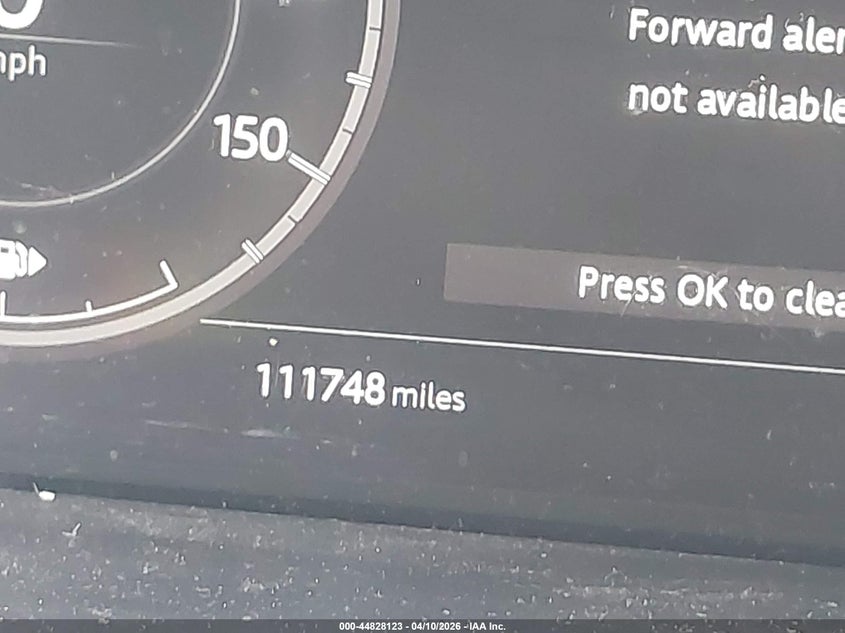 mph
150
Forward aler
not available
Press OK to clea
111748 miles
000-44828123 - 04/10/2026 - IAA Inc.